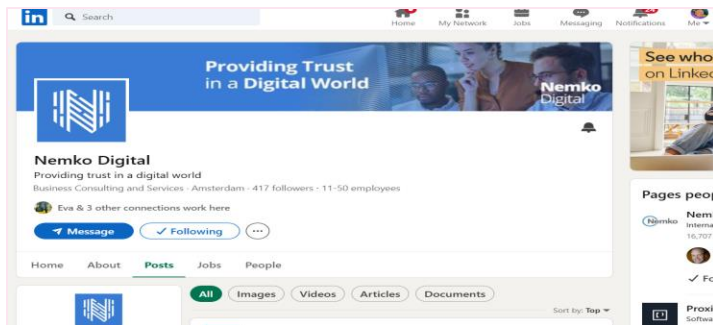 in
Search
Home
My Network
Jobs
Messaging
Notifications
Me
Providing Trust
in a Digital World
Nemko
Digital
Nemko Digital
Providing trust in a digital world
Business Consulting and Services · Amsterdam · 417 followers · 11-50 employees
Eva & 3 other connections work here
Message
Following
Home
About
Posts
Jobs
People
All
Images
Videos
Articles
Documents
Sort by: Top
See who
on Linked
Pages peop
Nemko
Nem
Interna
16,707
Fo
Proxi
Softwa